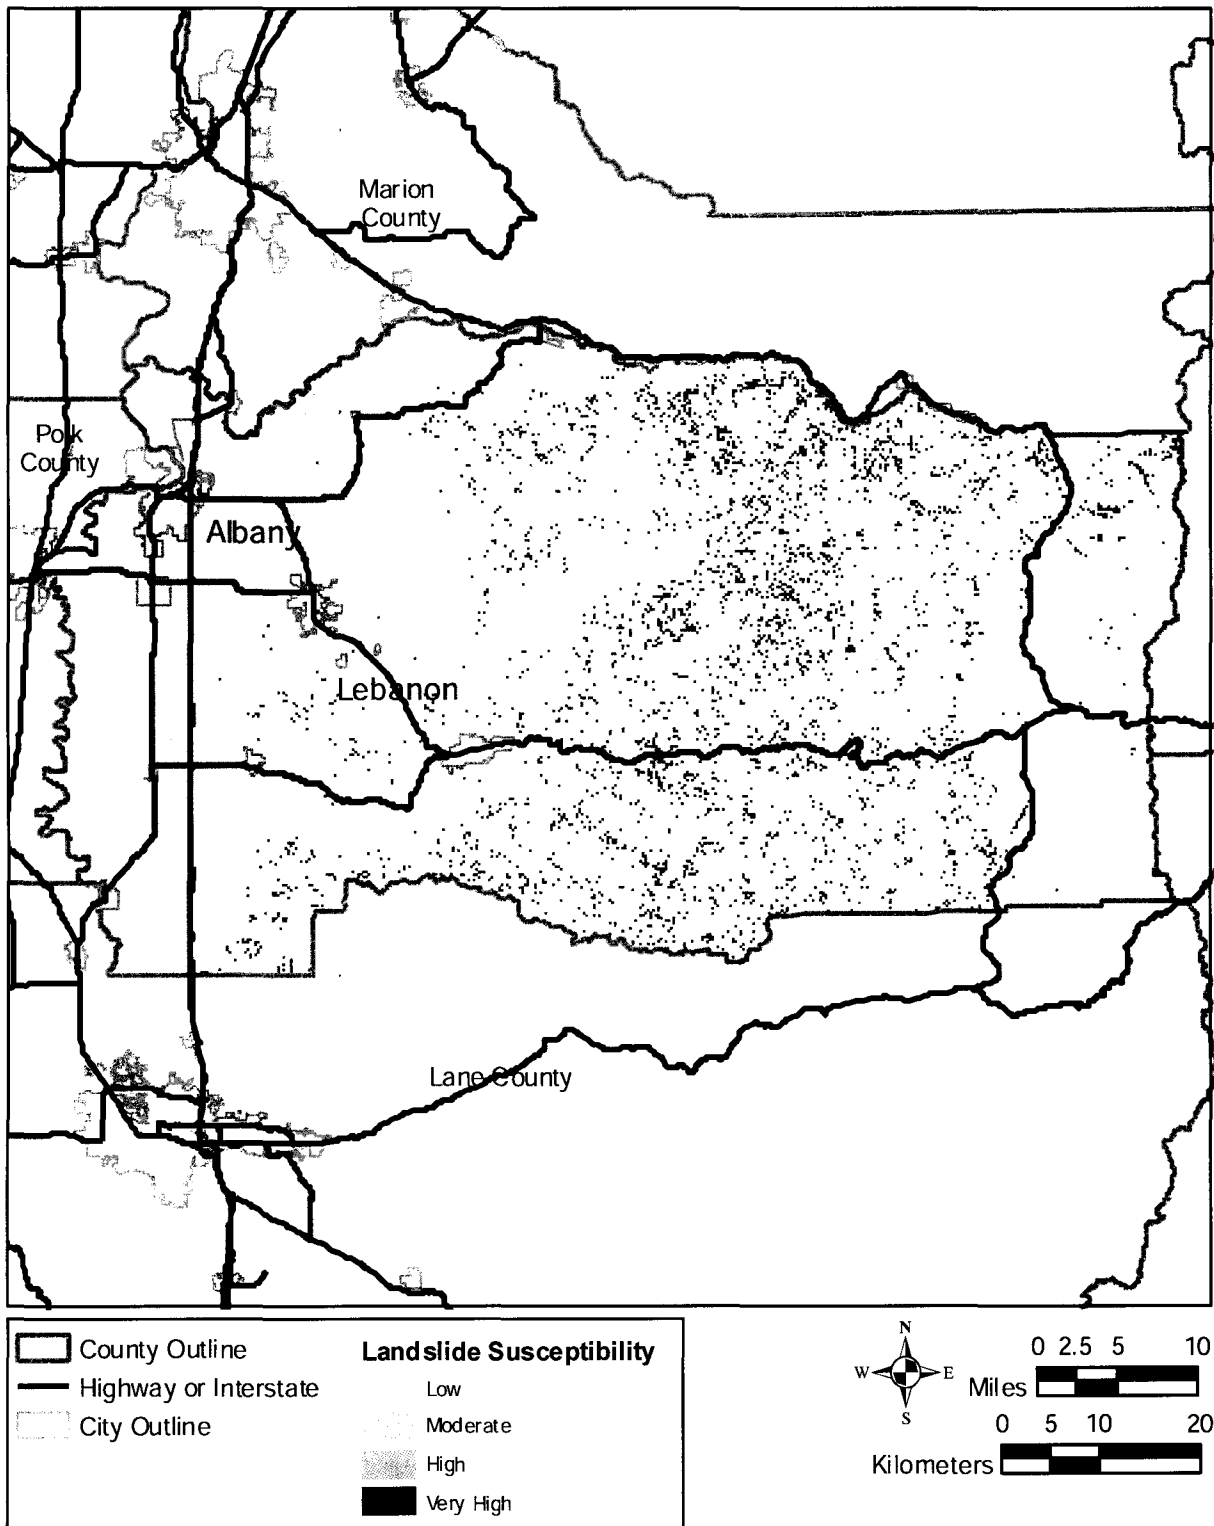 Marion
County
Polk
County
Albany
Lebanon
Lane County
County Outline
Highway or Interstate
City Outline
Landslide Susceptibility
Low
Moderate
High
Very High
N
W
E
S
0 2.5 5 10
Miles
0 5 10 20
Kilometers